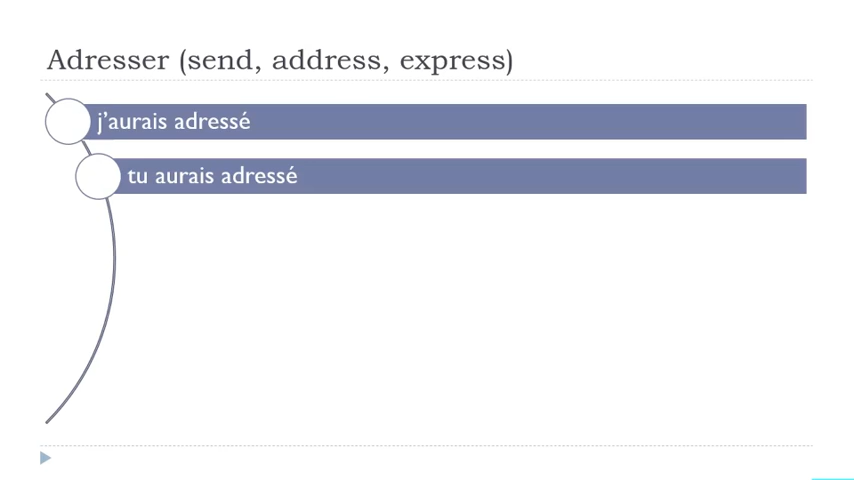 Adresser (send, address, express)
j’aurais adressé
tu aurais adressé